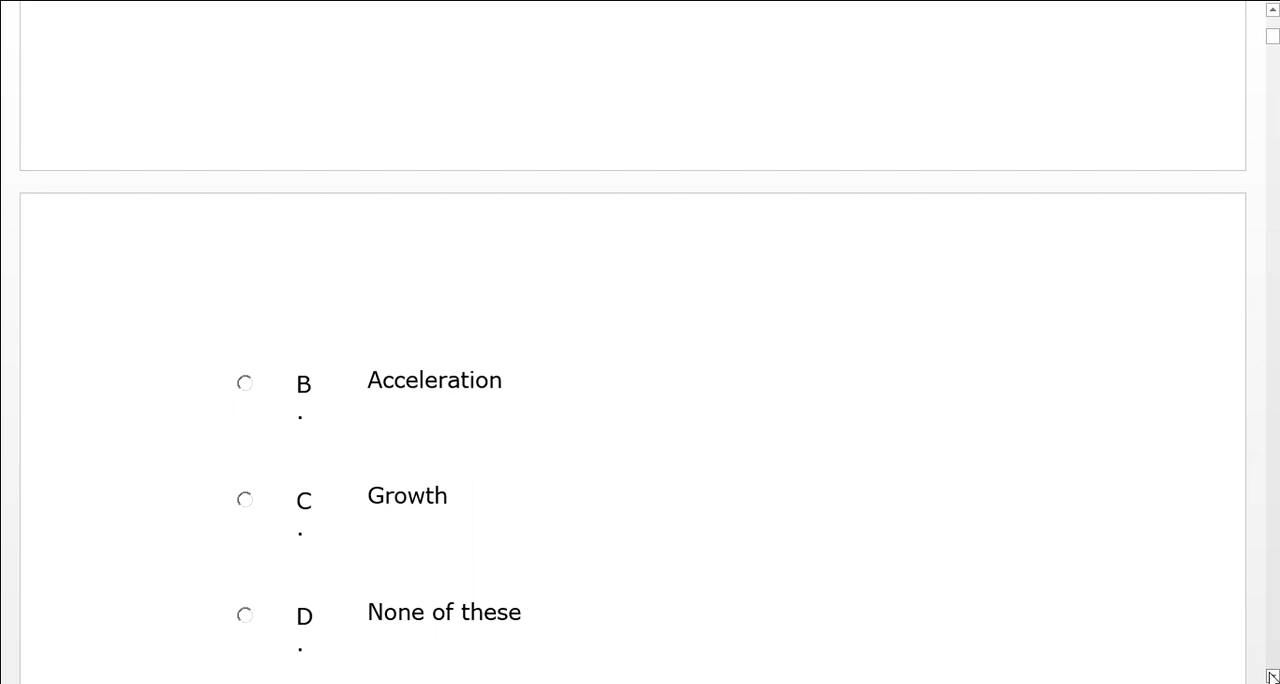 B Acceleration
.
C Growth
.
D None of these
.